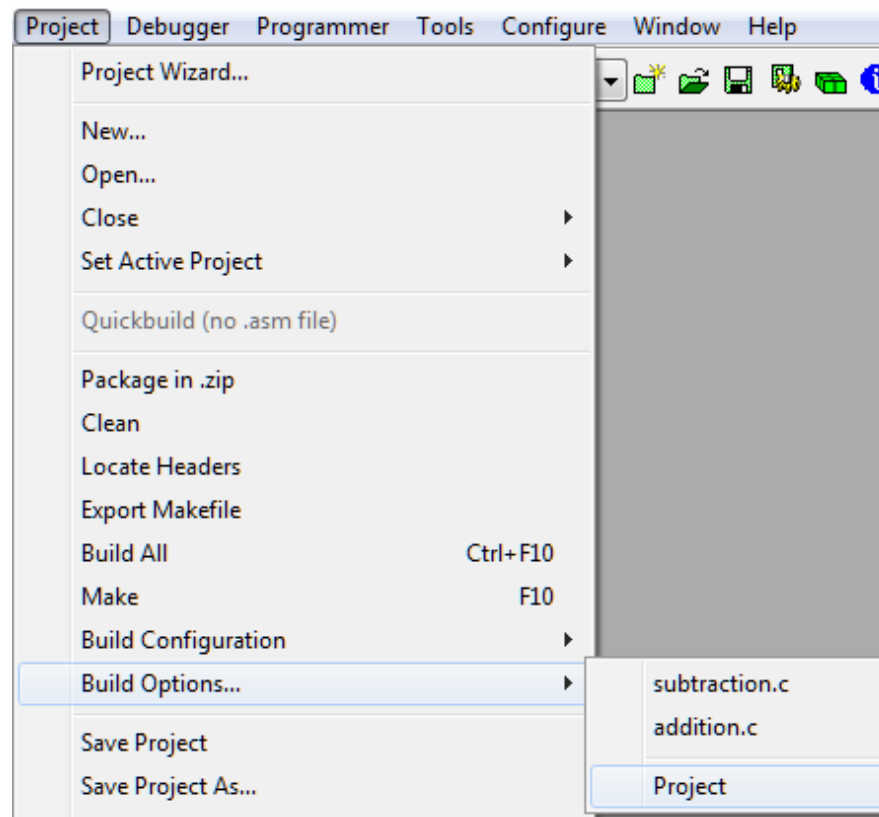 Project Debugger Programmer Tools Configure Window Help
Project Wizard...
New...
Open...
Close
Set Active Project
Quickbuild (no .asm file)
Package in .zip
Clean
Locate Headers
Export Makefile
Build All Ctrl+F10
Make F10
Build Configuration
Build Options...
subtraction.c
addition.c
Project
Save Project
Save Project As...